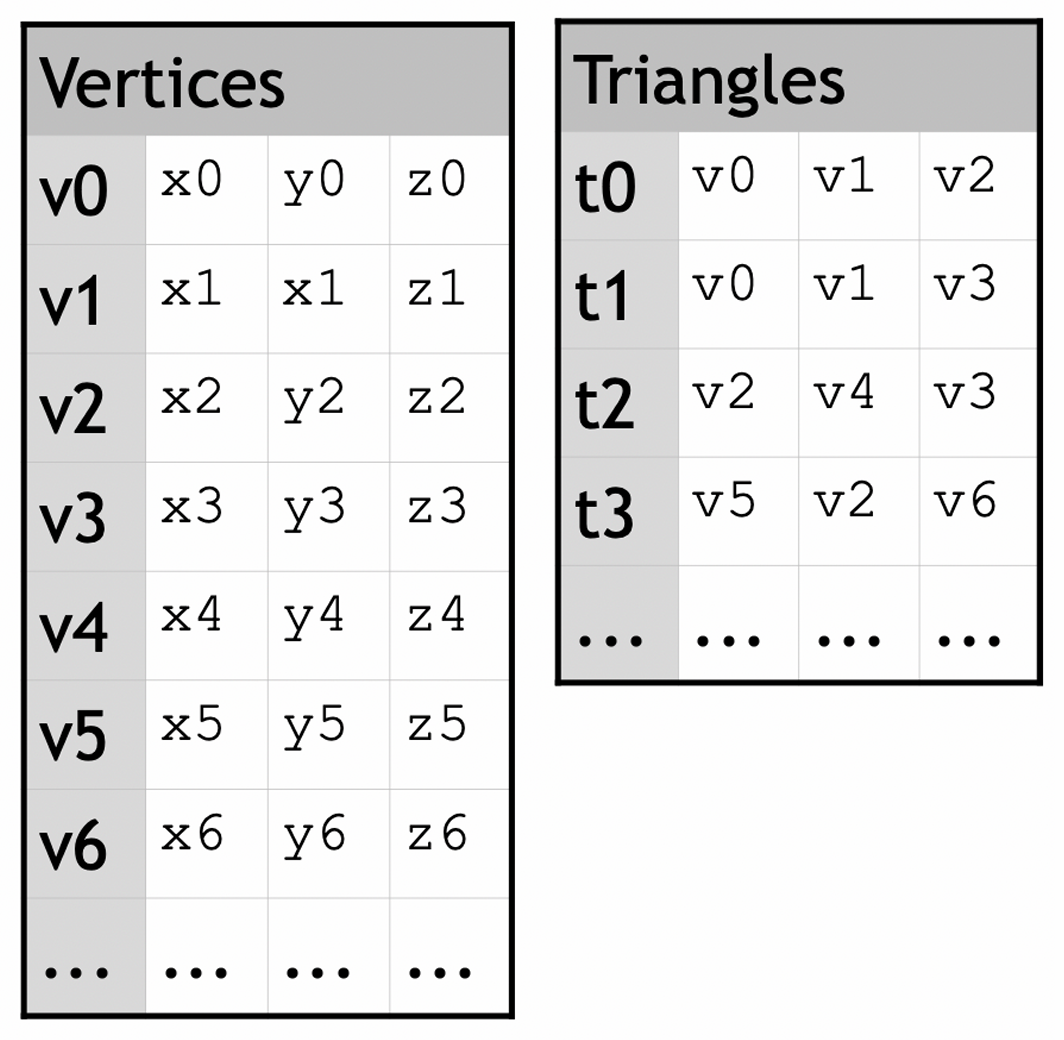 Vertices
v0 x0 y0 z0
v1 x1 x1 z1
v2 x2 y2 z2
v3 x3 y3 z3
v4 x4 y4 z4
v5 x5 y5 z5
v6 x6 y6 z6
... ... ... ...
Triangles
t0 v0 v1 v2
t1 v0 v1 v3
t2 v2 v4 v3
t3 v5 v2 v6
... ... ... ...